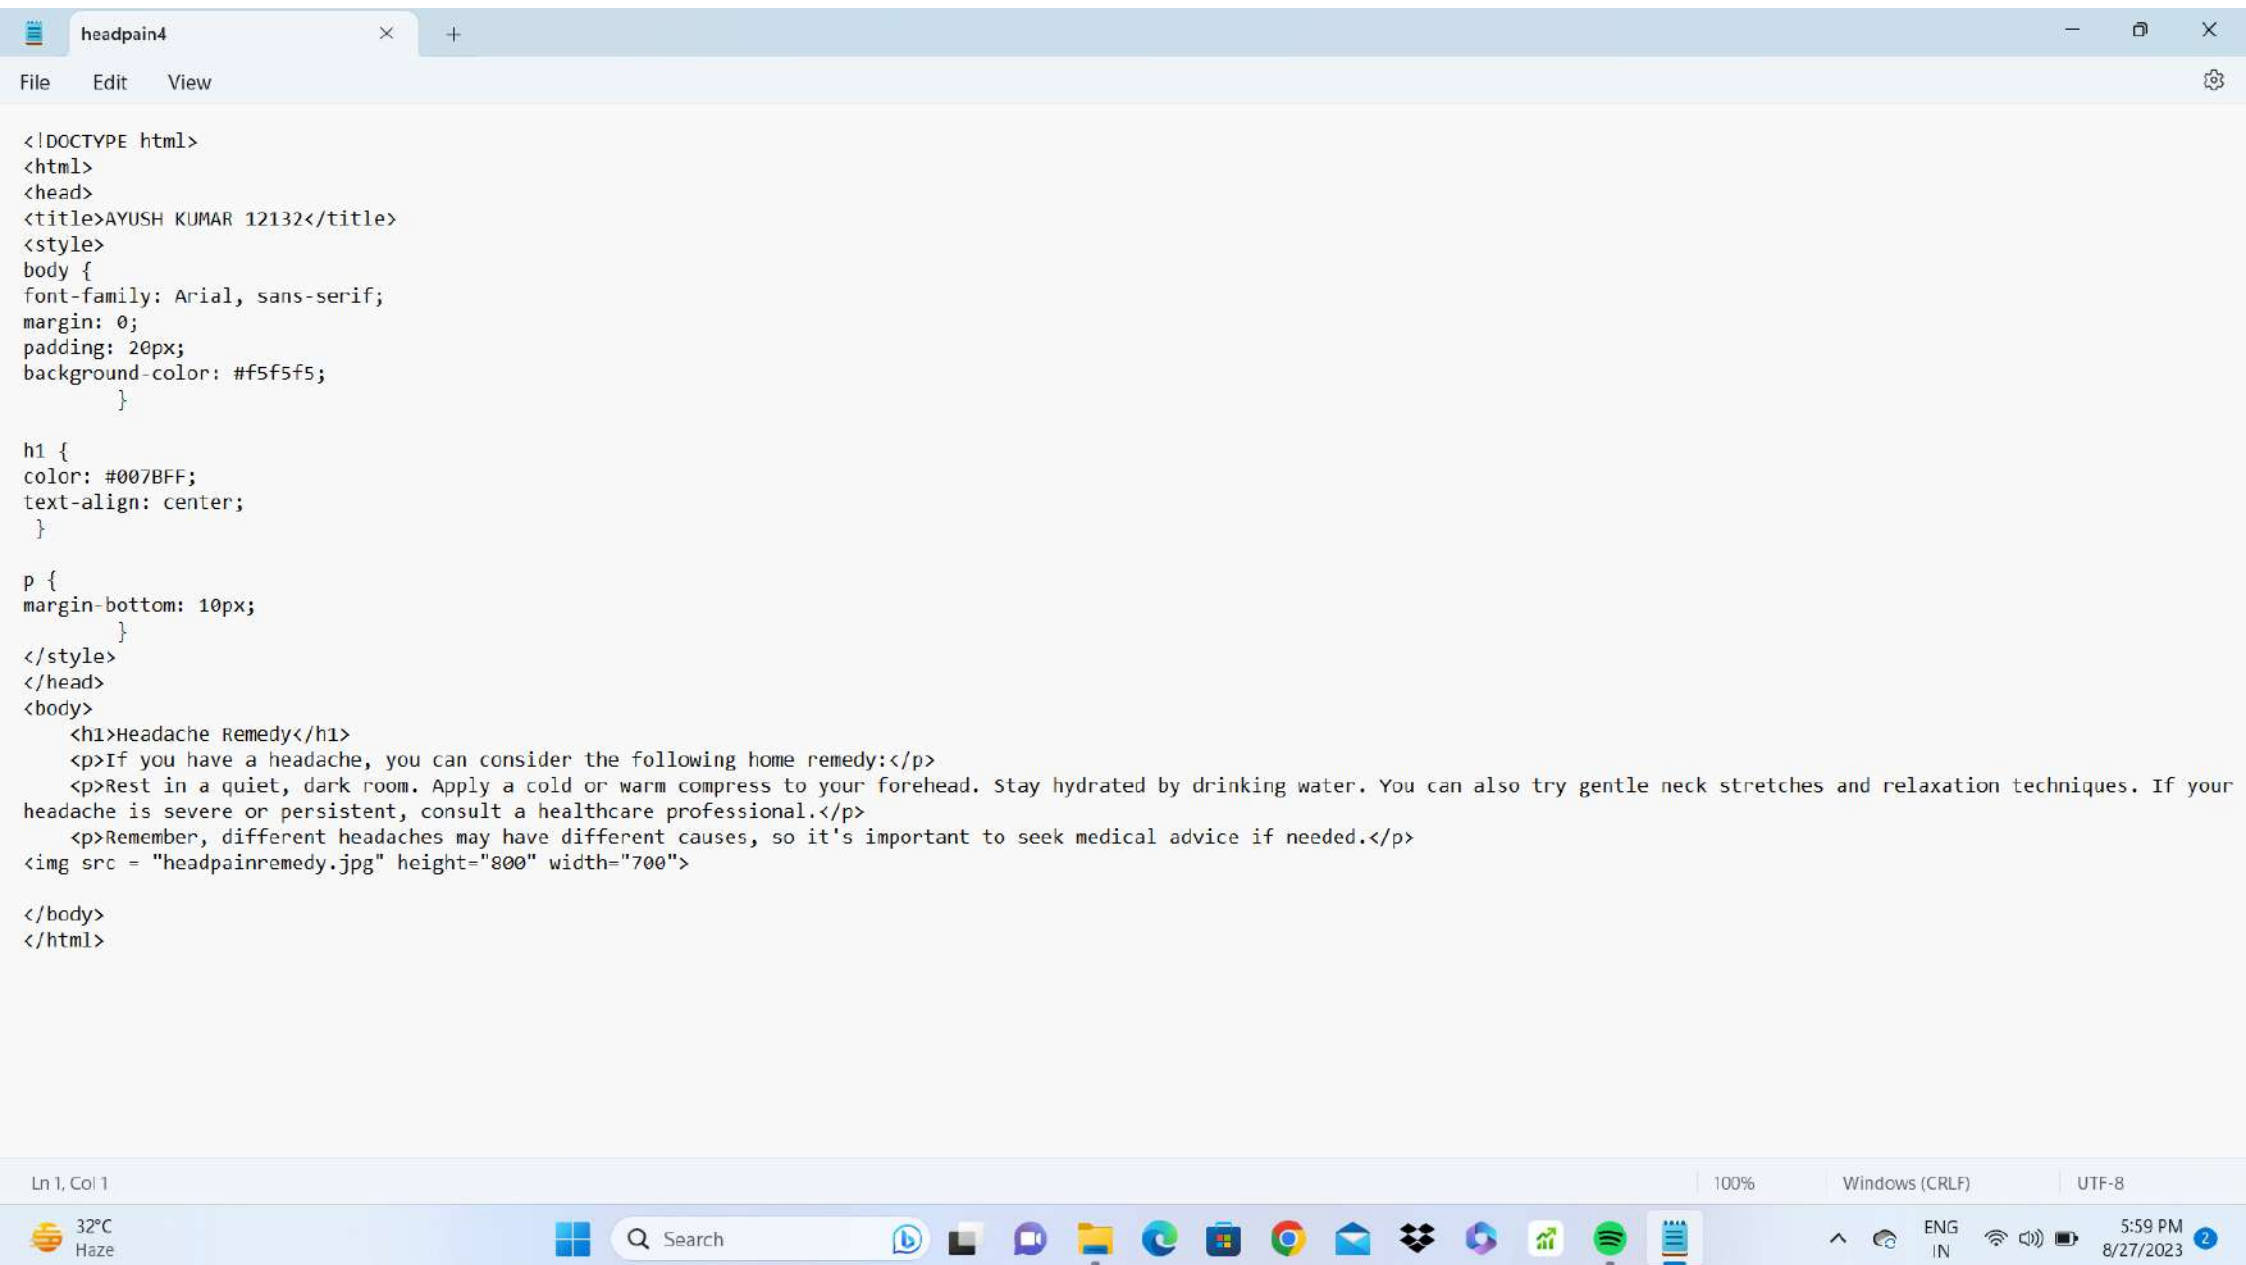 headpain4
File Edit View
<!DOCTYPE html>
<html>
<head>
<title>AYUSH KUMAR 12132</title>
<style>
body {
font-family: Arial, sans-serif;
margin: 0;
padding: 20px;
background-color: #f5f5f5;
}
h1 {
color: #007BFF;
text-align: center;
}
p {
margin-bottom: 10px;
}
</style>
</head>
<body>
<h1>Headache Remedy</h1>
<p>If you have a headache, you can consider the following home remedy:</p>
<p>Rest in a quiet, dark room. Apply a cold or warm compress to your forehead. Stay hydrated by drinking water. You can also try gentle neck stretches and relaxation techniques. If your
headache is severe or persistent, consult a healthcare professional.</p>
<p>Remember, different headaches may have different causes, so it's important to seek medical advice if needed.</p>
<img src = "headpainremedy.jpg" height="800" width="700">
</body>
</html>
Ln 1, Col 1 100% Windows (CRLF) UTF-8
32°C
Haze
Search
ENG
IN
5:59 PM
8/27/2023
2